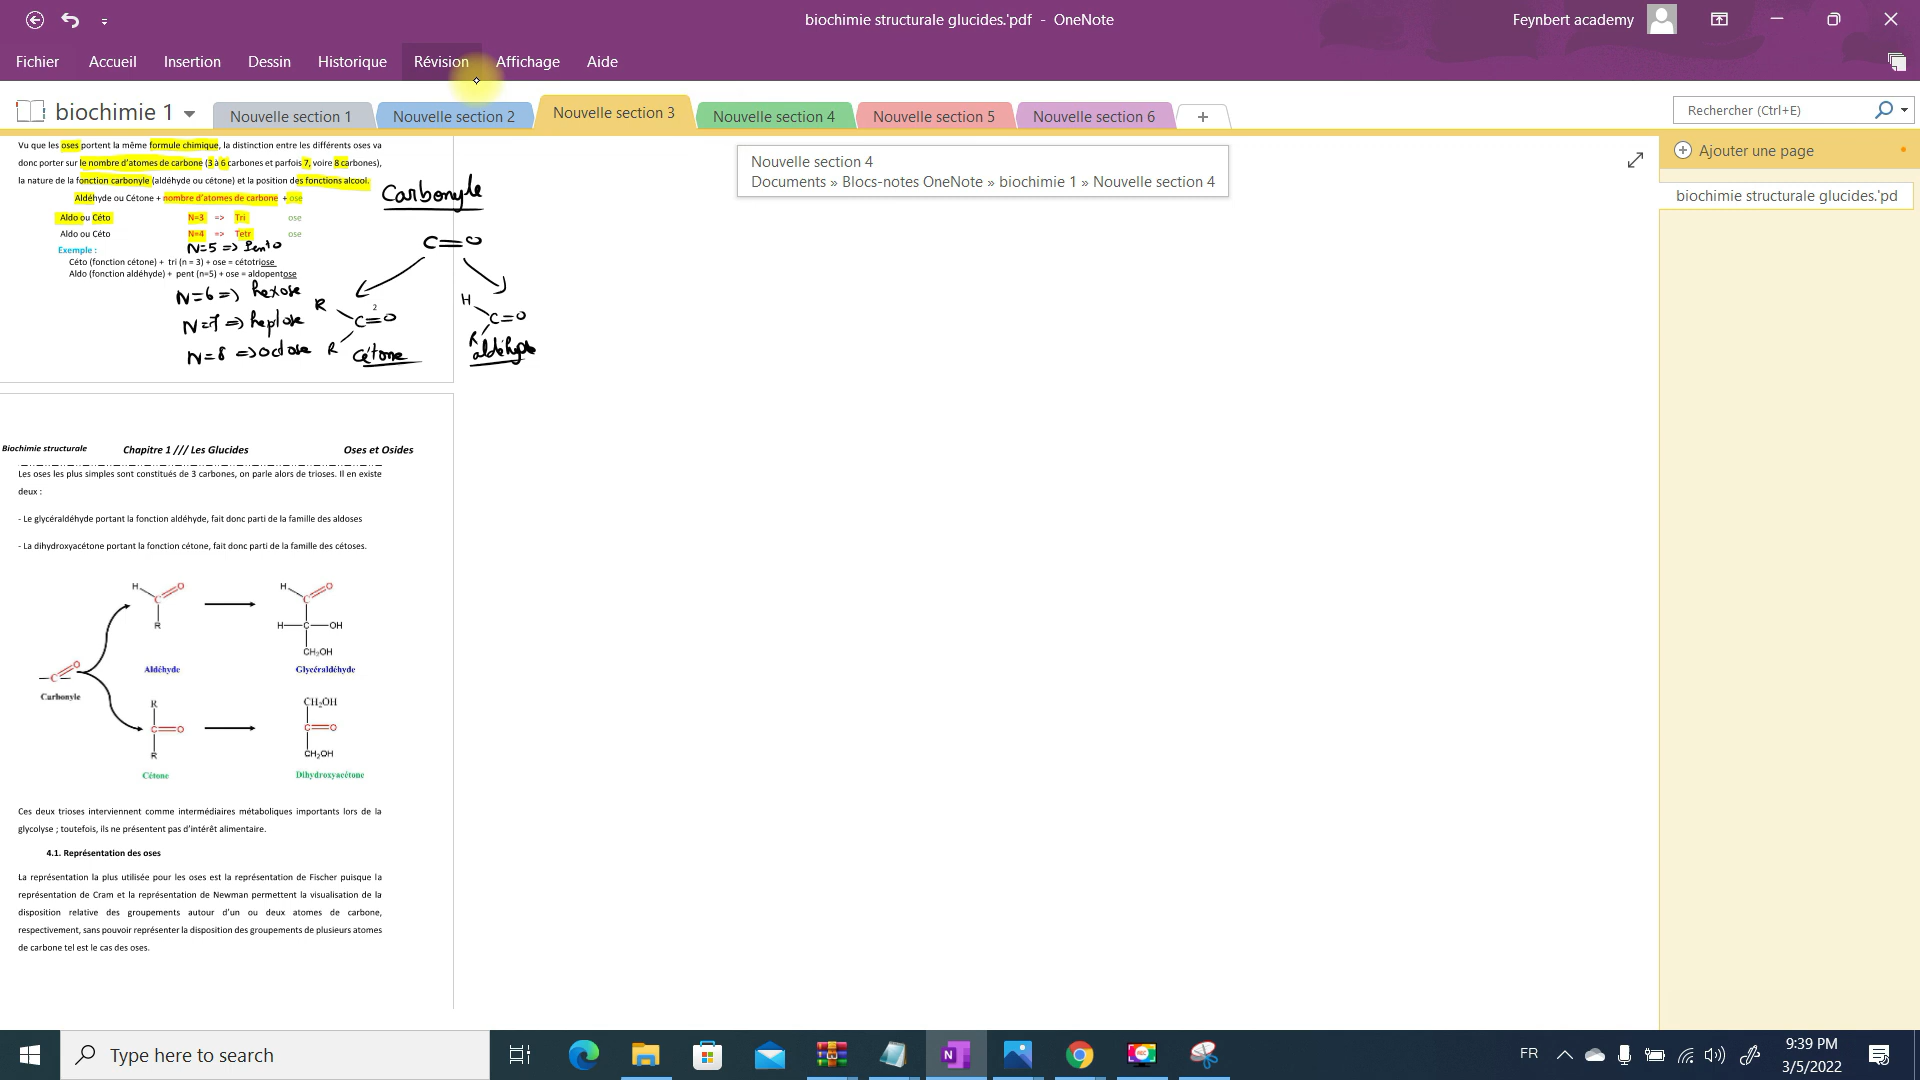 biochimie structurale glucides.'pdf - OneNote
Feynbert academy
Fichier
Accueil
Insertion
Dessin
Historique
Révision
Affichage
Aide
biochimie 1
Nouvelle section 1
Nouvelle section 2
Nouvelle section 3
Nouvelle section 4
Nouvelle section 5
Nouvelle section 6
+
Rechercher (Ctrl+E)
Nouvelle section 4
Documents » Blocs-notes OneNote » biochimie 1 » Nouvelle section 4
Ajouter une page
biochimie structurale glucides.'pd
Vu que les oses portent la même formule chimique, la distinction entre les différents oses va
donc porter sur le nombre d'atomes de carbone (3 à 6 carbones et parfois 7, voire 8 carbones),
la nature de la fonction carbonyle (aldéhyde ou cétone) et la position des fonctions alcool.
Aldéhyde ou Cétone + nombre d'atomes de carbone + ose
Aldo ou Céto N=3 => Tri ose
Aldo ou Céto N=4 => Tetr ose
N=5 => Pento
Exemple :
Céto (fonction cétone) + tri (n = 3) + ose = cétotriose
Aldo (fonction aldéhyde) + pent (n=5) + ose = aldopentose
N=6 => hexose
N=7 => heptose
N=8 => octose
Carbonyle
C=O
R
2
C=O
R
cétone
H
C=O
R
aldéhyde
Biochimie structurale Chapitre 1 /// Les Glucides Oses et Osides
Les oses les plus simples sont constitués de 3 carbones, on parle alors de trioses. Il en existe
deux :
- Le glycéraldéhyde portant la fonction aldéhyde, fait donc parti de la famille des aldoses
- La dihydroxyacétone portant la fonction cétone, fait donc parti de la famille des cétoses.
H C O
R
Aldéhyde
H C O
H C OH
CH2OH
Glycéraldéhyde
C O
Carbonyle
R
C O
R
Cétone
CH2OH
C O
CH2OH
Dihydroxyacétone
Ces deux trioses interviennent comme intermédiaires métaboliques importants lors de la
glycolyse ; toutefois, ils ne présentent pas d'intérêt alimentaire.
4.1. Représentation des oses
La représentation la plus utilisée pour les oses est la représentation de Fischer puisque la
représentation de Cram et la représentation de Newman permettent la visualisation de la
disposition relative des groupements autour d'un ou deux atomes de carbone,
respectivement, sans pouvoir représenter la disposition des groupements de plusieurs atomes
de carbone tel est le cas des oses.
Type here to search
FR
9:39 PM
3/5/2022